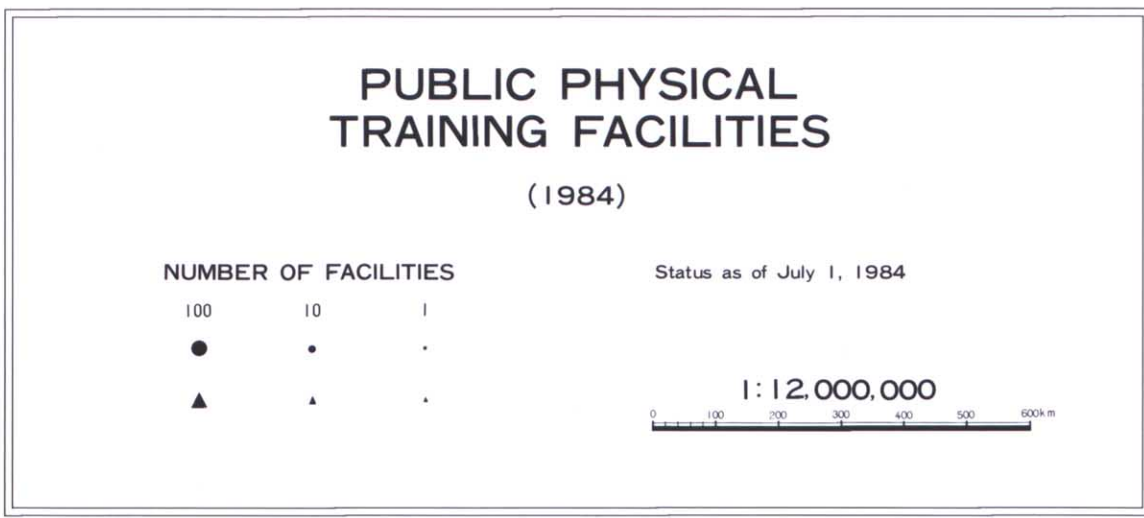 PUBLIC PHYSICAL
TRAINING FACILITIES
(1984)
NUMBER OF FACILITIES
100 10 1
Status as of July 1, 1984
1:12,000,000
0 100 200 300 400 500 600km